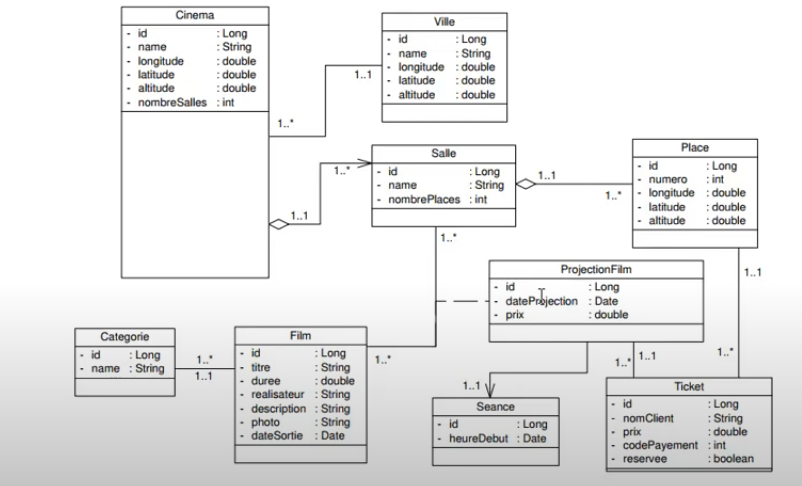 Cinema
- id : Long
- name : String
- longitude : double
- latitude : double
- altitude : double
- nombreSalles : int
Ville
- id : Long
- name : String
- longitude : double
- latitude : double
- altitude : double
1..1
1..*
Salle
- id : Long
- name : String
- nombrePlaces : int
1..*
1..1
1..1
1..*
Place
- id : Long
- numero : int
- longitude : double
- latitude : double
- altitude : double
1..*
1..1
ProjectionFilm
- id : Long
- dateProjection : Date
- prix : double
Categorie
- id : Long
- name : String
1..*
1..1
Film
- id : Long
- titre : String
- duree : double
- realisateur : String
- description : String
- photo : String
- dateSortie : Date
1..*
1..1
Seance
- id : Long
- heureDebut : Date
1..*
1..1
1..*
Ticket
- id : Long
- nomClient : String
- prix : double
- codePayement : int
- reservee : boolean